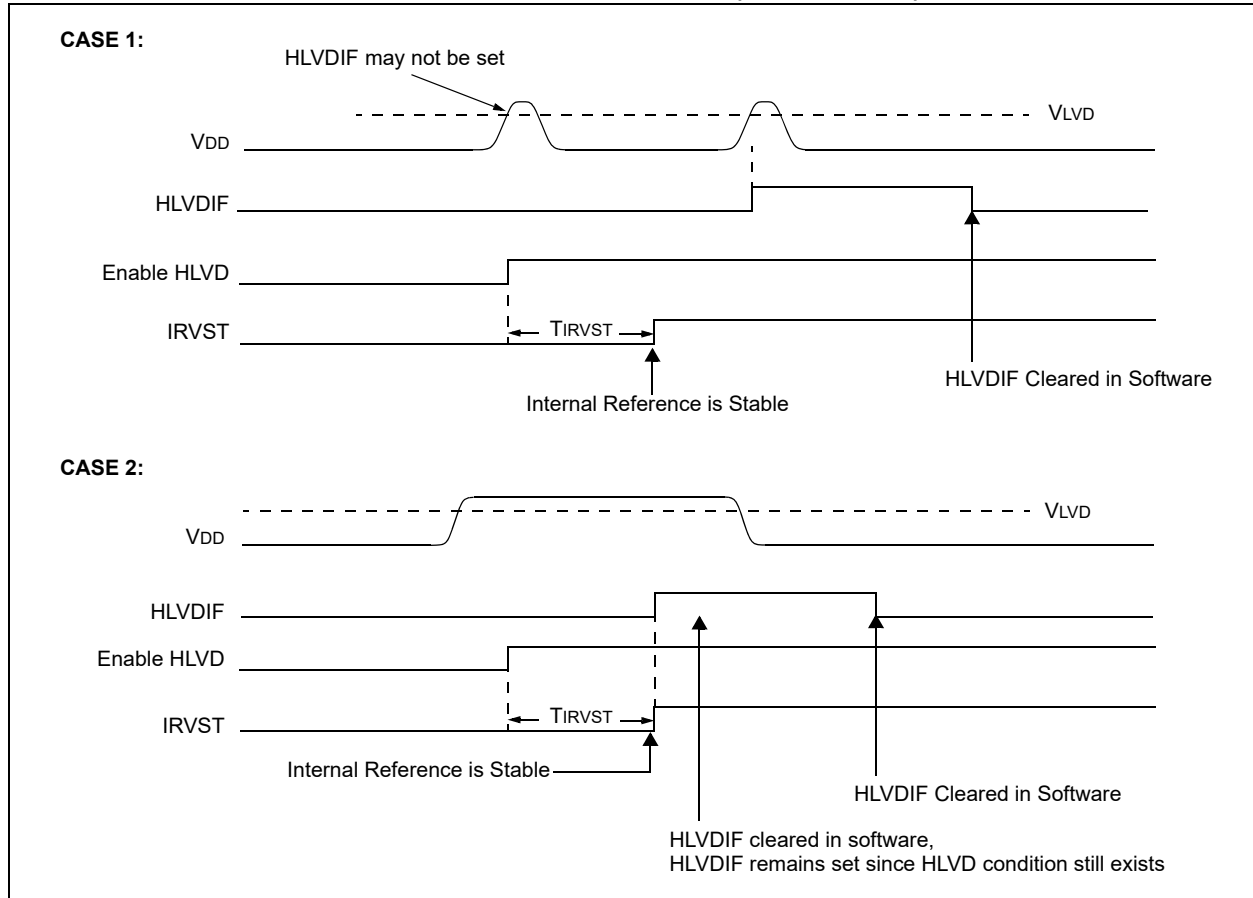 CASE 1:
HLVDIF may not be set
VLVD
VDD
HLVDIF
Enable HLVD
IRVST
TIRVST
HLVDIF Cleared in Software
Internal Reference is Stable
CASE 2:
VLVD
VDD
HLVDIF
Enable HLVD
IRVST
TIRVST
Internal Reference is Stable
HLVDIF Cleared in Software
HLVDIF cleared in software,
HLVDIF remains set since HLVD condition still exists